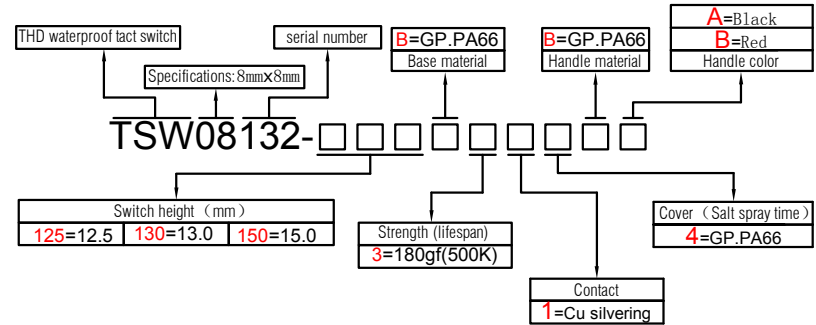 THD waterproof tact switch
serial number
Specifications:8mm×8mm
B=GP.PA66
Base material
B=GP.PA66
Handle material
A=Black
B=Red
Handle color
TSW08132-□□□□□□□□□
Switch height（mm）
125=12.5 130=13.0 150=15.0
Strength (lifespan)
3=180gf(500K)
Contact
1=Cu silvering
Cover（Salt spray time）
4=GP.PA66